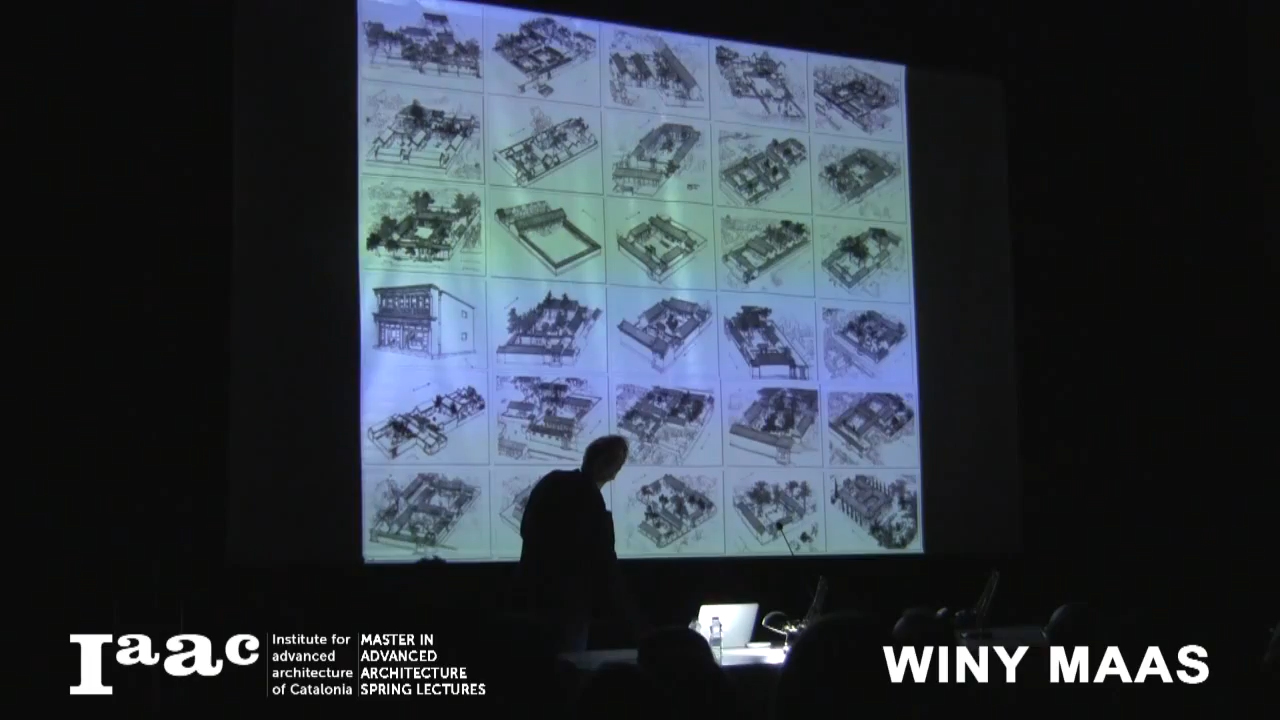 Iaac
Institute for
advanced
architecture
of Catalonia
MASTER IN
ADVANCED
ARCHITECTURE
SPRING LECTURES
WINY MAAS